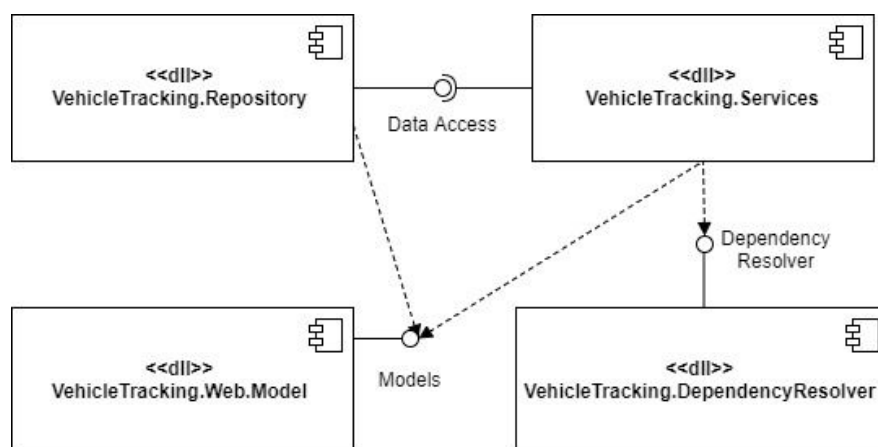 <<dll>>
VehicleTracking.Repository
Data Access
<<dll>>
VehicleTracking.Services
Dependency
Resolver
<<dll>>
VehicleTracking.Web.Model
Models
<<dll>>
VehicleTracking.DependencyResolver